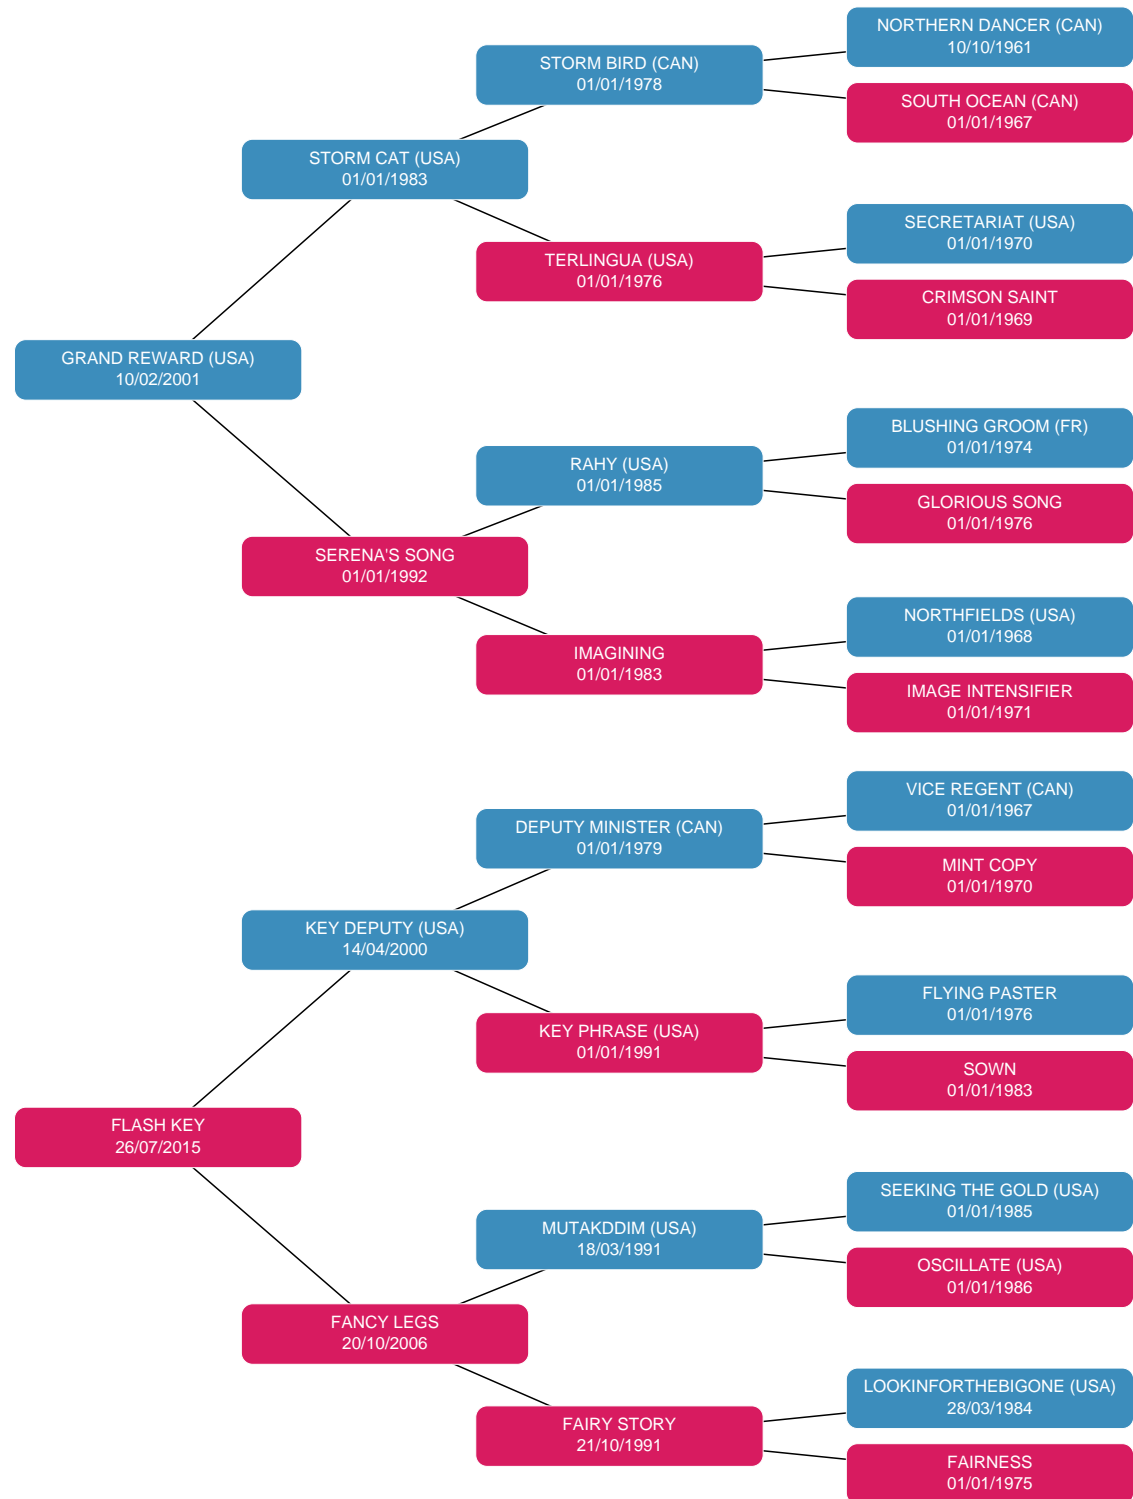 NORTHERN DANCER (CAN)
10/10/1961
STORM BIRD (CAN)
01/01/1978
SOUTH OCEAN (CAN)
01/01/1967
STORM CAT (USA)
01/01/1983
SECRETARIAT (USA)
01/01/1970
TERLINGUA (USA)
01/01/1976
CRIMSON SAINT
01/01/1969
GRAND REWARD (USA)
10/02/2001
BLUSHING GROOM (FR)
01/01/1974
RAHY (USA)
01/01/1985
GLORIOUS SONG
01/01/1976
SERENA'S SONG
01/01/1992
NORTHFIELDS (USA)
01/01/1968
IMAGINING
01/01/1983
IMAGE INTENSIFIER
01/01/1971
VICE REGENT (CAN)
01/01/1967
DEPUTY MINISTER (CAN)
01/01/1979
MINT COPY
01/01/1970
KEY DEPUTY (USA)
14/04/2000
FLYING PASTER
01/01/1976
KEY PHRASE (USA)
01/01/1991
SOWN
01/01/1983
FLASH KEY
26/07/2015
SEEKING THE GOLD (USA)
01/01/1985
MUTAKDDIM (USA)
18/03/1991
OSCILLATE (USA)
01/01/1986
FANCY LEGS
20/10/2006
LOOKINFORTHEBIGONE (USA)
28/03/1984
FAIRY STORY
21/10/1991
FAIRNESS
01/01/1975